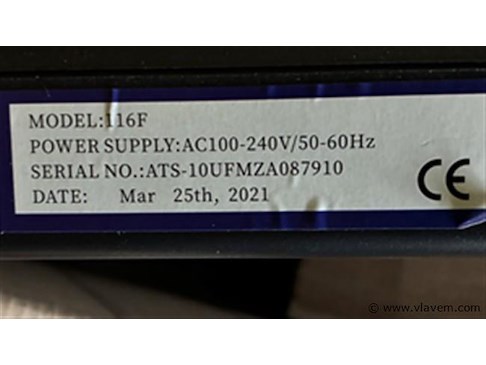 MODEL:116F
POWER SUPPLY:AC100-240V/50-60Hz
SERIAL NO.:ATS-10UFMZA087910
DATE: Mar 25th, 2021
CE
© www.vlavem.com